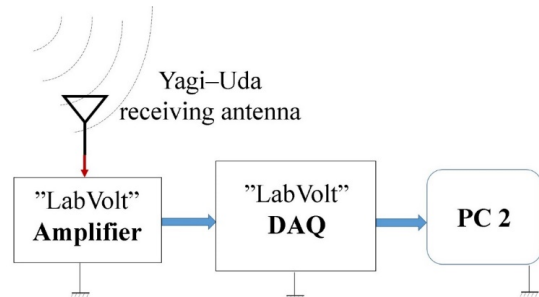 Yagi–Uda
receiving antenna
”LabVolt”
Amplifier
”LabVolt”
DAQ
PC 2